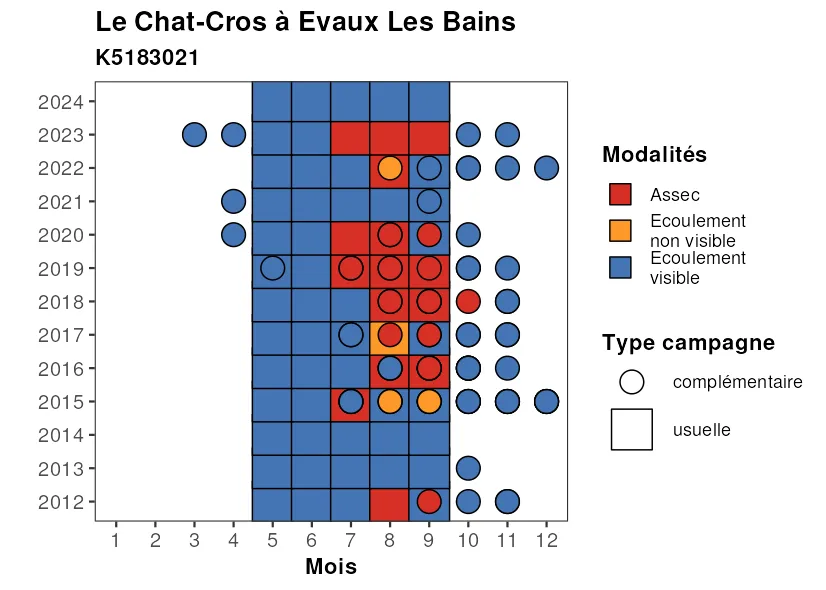 Le Chat-Cros à Evaux Les Bains
K5183021
2024
2023
2022
2021
2020
2019
2018
2017
2016
2015
2014
2013
2012
1 2 3 4 5 6 7 8 9 10 11 12
Mois
Modalités
Assec
Ecoulement
non visible
Ecoulement
visible
Type campagne
complémentaire
usuelle